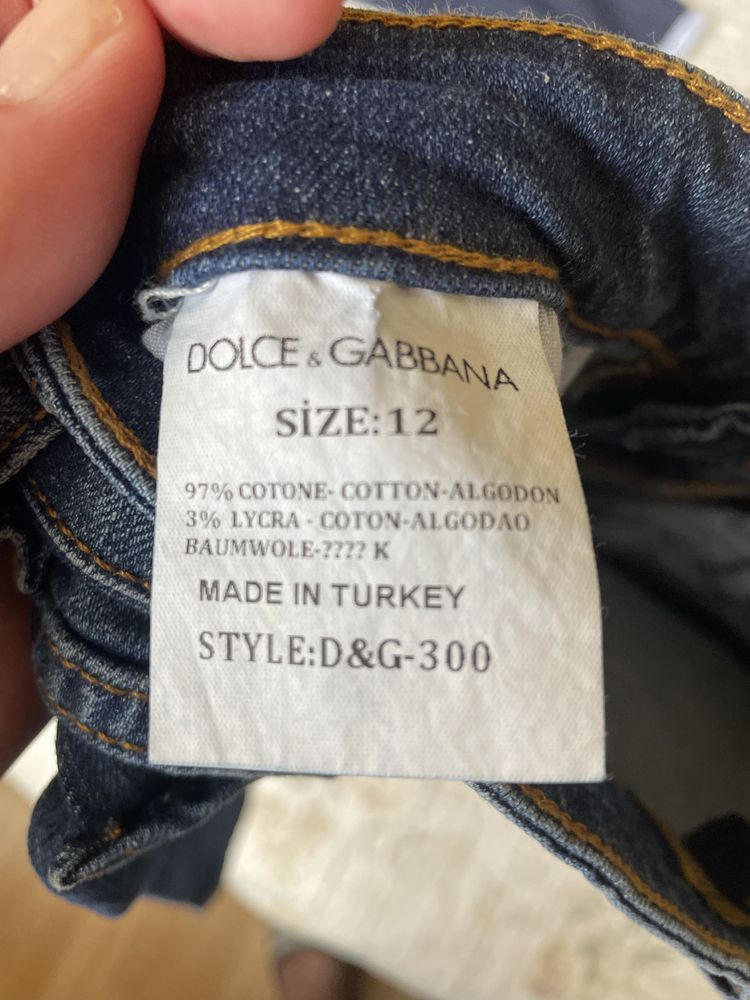 DOLCE & GABBANA
SİZE:12
97% COTONE- COTTON-ALGODON
3% LYCRA - COTON-ALGODAO
BAUMWOLE-???? K
MADE IN TURKEY
STYLE:D&G-300